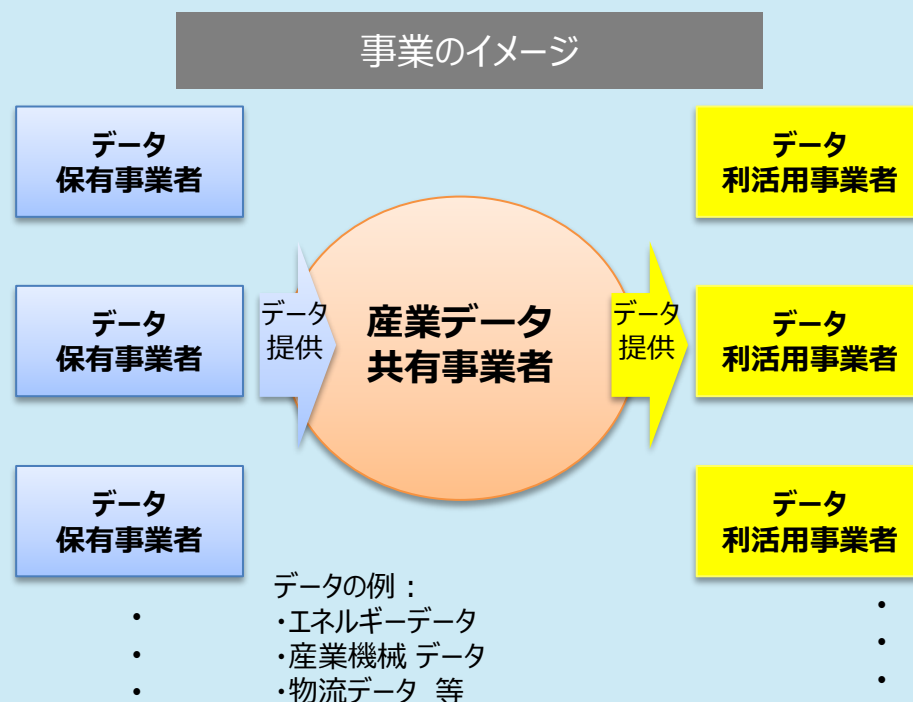 事業のイメージ
データ
保有事業者
データ
利活用事業者
データ
保有事業者
データ
提供
産業データ
共有事業者
データ
提供
データ
利活用事業者
データ
保有事業者
データ
利活用事業者
データの例：
・エネルギーデータ
・産業機械 データ
・物流データ 等
・
・
・
・
・
・